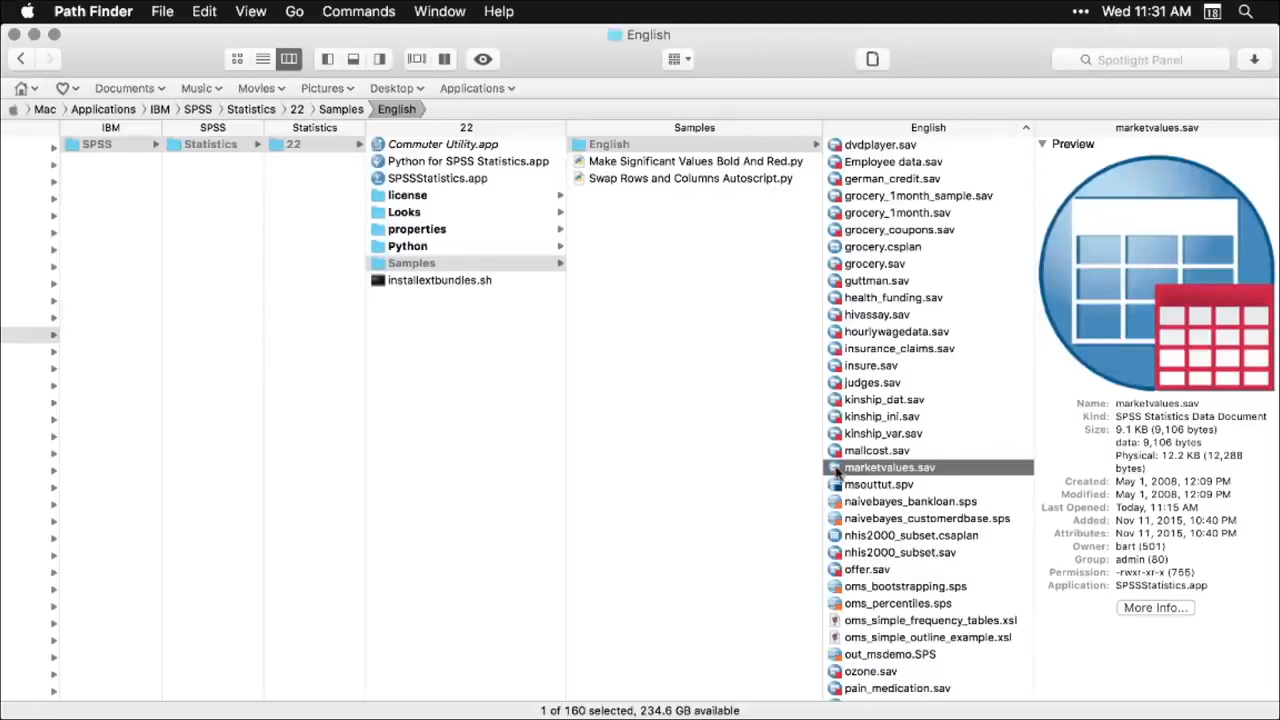 Path Finder File Edit View Go Commands Window Help ••• Wed 11:31 AM 18
English
Spotlight Panel
Documents Music Movies Pictures Desktop Applications
Mac Applications IBM SPSS Statistics 22 Samples English
IBM SPSS Statistics 22 Samples English marketvalues.sav
SPSS
Statistics
22
Commuter Utility.app
Python for SPSS Statistics.app
SPSSStatistics.app
license
Looks
properties
Python
Samples
installextbundles.sh
English
Make Significant Values Bold And Red.py
Swap Rows and Columns Autoscript.py
dvdplayer.sav
Employee data.sav
german_credit.sav
grocery_1month_sample.sav
grocery_1month.sav
grocery_coupons.sav
grocery.csplan
grocery.sav
guttman.sav
health_funding.sav
hivassay.sav
hourlywagedata.sav
insurance_claims.sav
insure.sav
judges.sav
kinship_dat.sav
kinship_ini.sav
kinship_var.sav
mallcost.sav
marketvalues.sav
msouttut.spv
naivebayes_bankloan.sps
naivebayes_customerdbase.sps
nhis2000_subset.csaplan
nhis2000_subset.sav
offer.sav
oms_bootstrapping.sps
oms_percentiles.sps
oms_simple_frequency_tables.xsl
oms_simple_outline_example.xsl
out_msdemo.SPS
ozone.sav
pain_medication.sav
Preview
Name: marketvalues.sav
Kind: SPSS Statistics Data Document
Size: 9.1 KB (9,106 bytes)
data: 9,106 bytes
Physical: 12.2 KB (12,288
bytes)
Created: May 1, 2008, 12:09 PM
Modified: May 1, 2008, 12:09 PM
Last Opened: Today, 11:15 AM
Added: Nov 11, 2015, 10:40 PM
Attributes: Nov 11, 2015, 10:40 PM
Owner: bart (501)
Group: admin (80)
Permission: -rwxr-xr-x (755)
Application: SPSSStatistics.app
More Info...
1 of 160 selected, 234.6 GB available